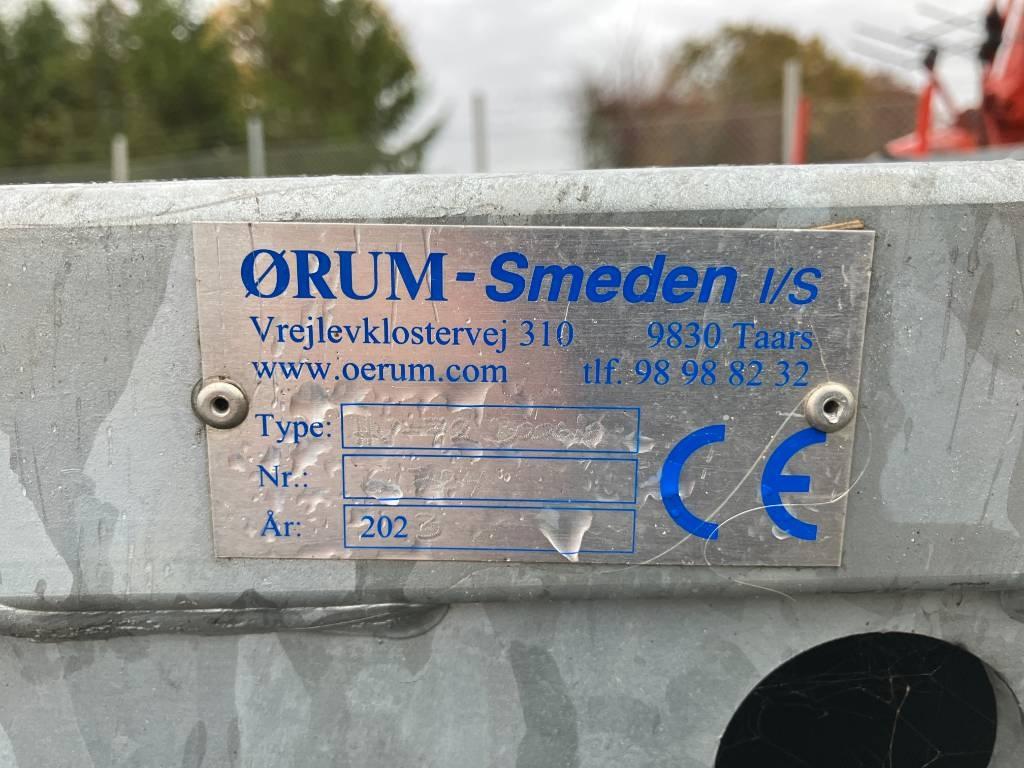 ØRUM-Smeden I/S
Vrejlevklostervej 310 9830 Taars
www.oerum.com tlf. 98 98 82 32
Type:
Nr.:
År: 2023
CE